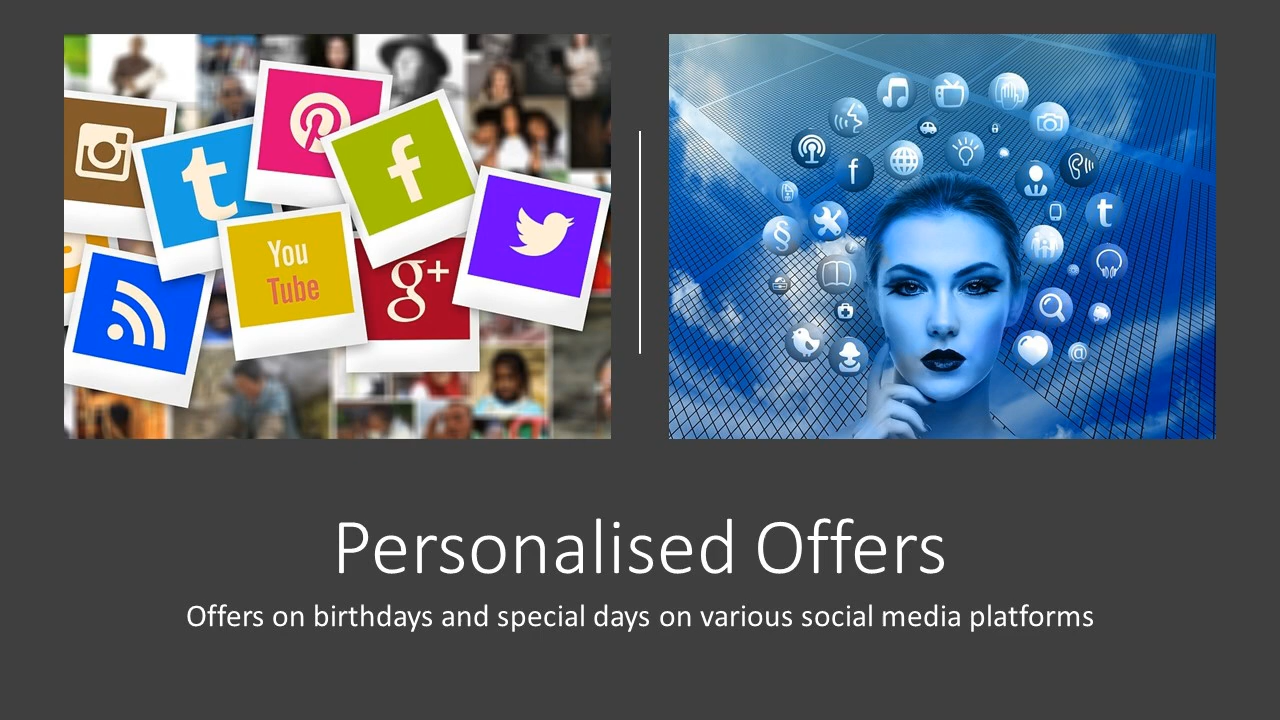 t
f
You
Tube
g+
f
t
§
@
Personalised Offers
Offers on birthdays and special days on various social media platforms